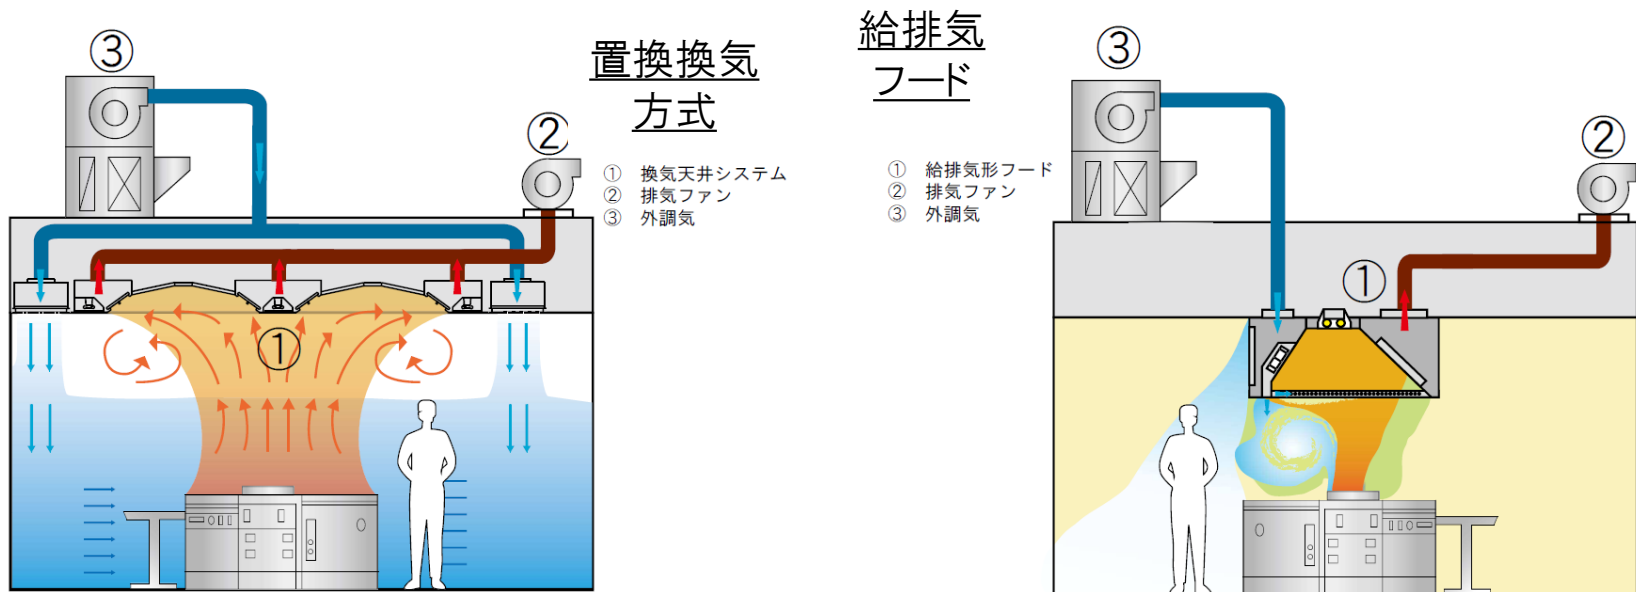 置換換気
方式
① 換気天井システム
② 排気ファン
③ 外調気
③
②
①
給排気
フード
① 給排気形フード
② 排気ファン
③ 外調気
③
②
①